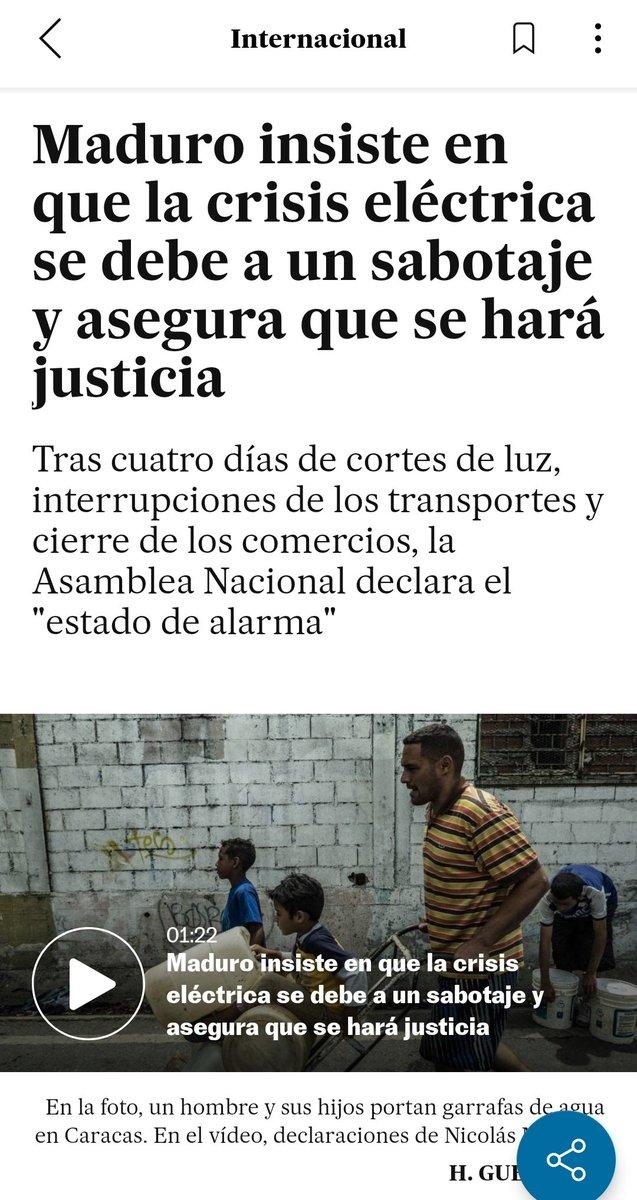 Internacional
Maduro insiste en
que la crisis eléctrica
se debe a un sabotaje
y asegura que se hará
justicia
Tras cuatro días de cortes de luz,
interrupciones de los transportes y
cierre de los comercios, la
Asamblea Nacional declara el
"estado de alarma"
01:22
Maduro insiste en que la crisis
eléctrica se debe a un sabotaje y
asegura que se hará justicia
En la foto, un hombre y sus hijos portan garrafas de agua
en Caracas. En el vídeo, declaraciones de Nicolás
H.